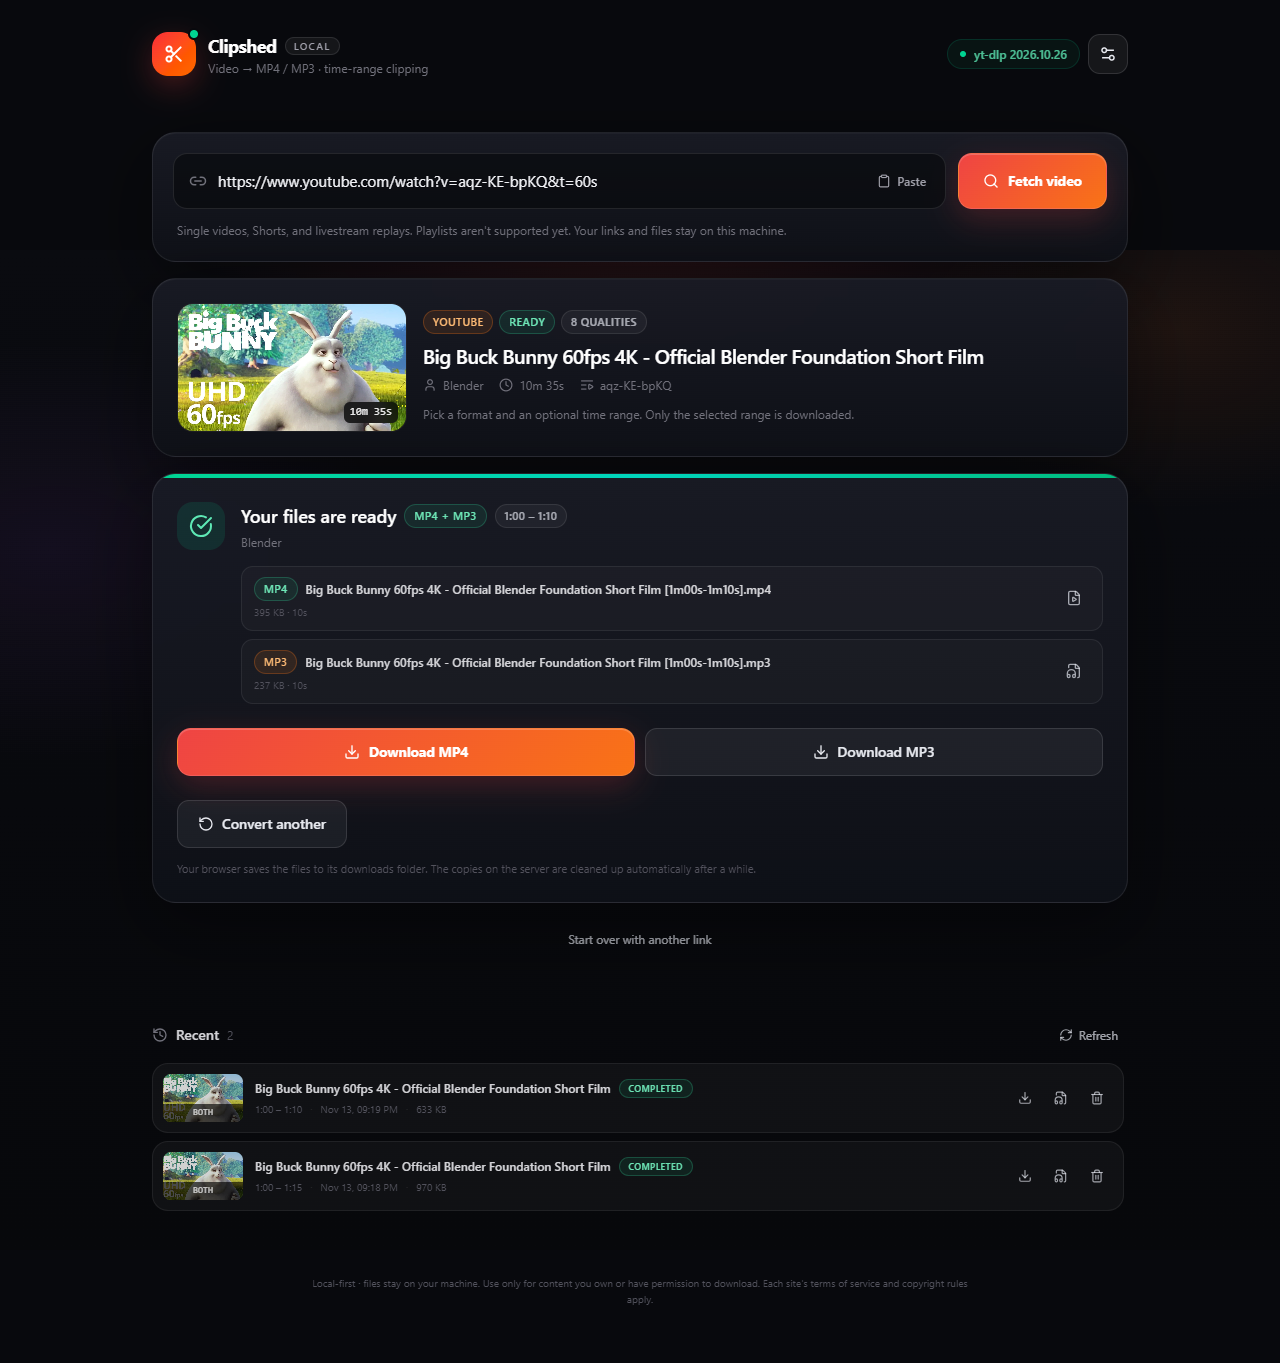 Clipshed LOCAL
Video → MP4 / MP3 · time-range clipping
yt-dlp 2026.10.26
https://www.youtube.com/watch?v=aqz-KE-bpKQ&t=60s
Paste
Fetch video
Single videos, Shorts, and livestream replays. Playlists aren't supported yet. Your links and files stay on this machine.
Big Buck
BUNNY
UHD
60fps
10m 35s
YOUTUBE READY 8 QUALITIES
Big Buck Bunny 60fps 4K - Official Blender Foundation Short Film
Blender 10m 35s aqz-KE-bpKQ
Pick a format and an optional time range. Only the selected range is downloaded.
Your files are ready MP4 + MP3 1:00 – 1:10
Blender
MP4 Big Buck Bunny 60fps 4K - Official Blender Foundation Short Film [1m00s-1m10s].mp4
395 KB · 10s
MP3 Big Buck Bunny 60fps 4K - Official Blender Foundation Short Film [1m00s-1m10s].mp3
237 KB · 10s
Download MP4
Download MP3
Convert another
Your browser saves the files to its downloads folder. The copies on the server are cleaned up automatically after a while.
Start over with another link
Recent 2
Refresh
Big Buck
BUNNY
UHD
60fps
BOTH
Big Buck Bunny 60fps 4K - Official Blender Foundation Short Film COMPLETED
1:00 – 1:10 · Nov 13, 09:19 PM · 633 KB
Big Buck
BUNNY
UHD
60fps
BOTH
Big Buck Bunny 60fps 4K - Official Blender Foundation Short Film COMPLETED
1:00 – 1:15 · Nov 13, 09:18 PM · 970 KB
Local-first · files stay on your machine. Use only for content you own or have permission to download. Each site's terms of service and copyright rules
apply.